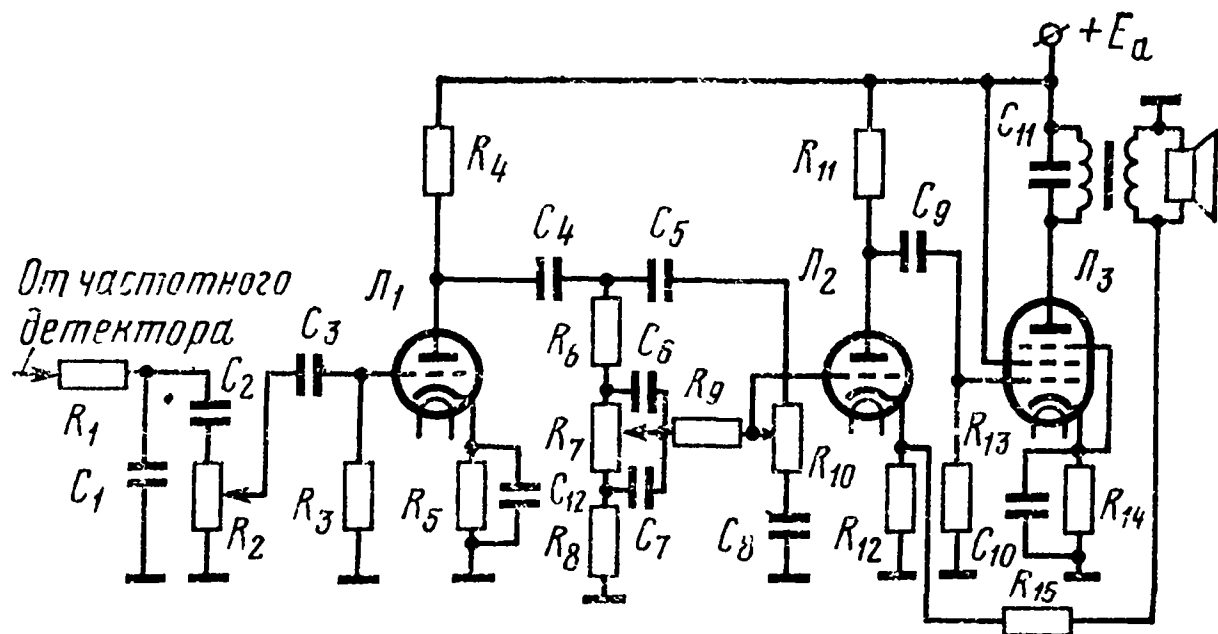 +Eₐ
C₁₁
R₄
R₁₁
C₉
C₄
C₅
От частотного
детектора
Л₁
Л₂
Л₃
C₃
R₆
C₆
C₂
R₉
R₁
R₇
R₁₃
R₁₀
C₁
R₂
R₃
R₅
C₁₂
R₈
C₇
C₈
R₁₂
C₁₀
R₁₄
R₁₅